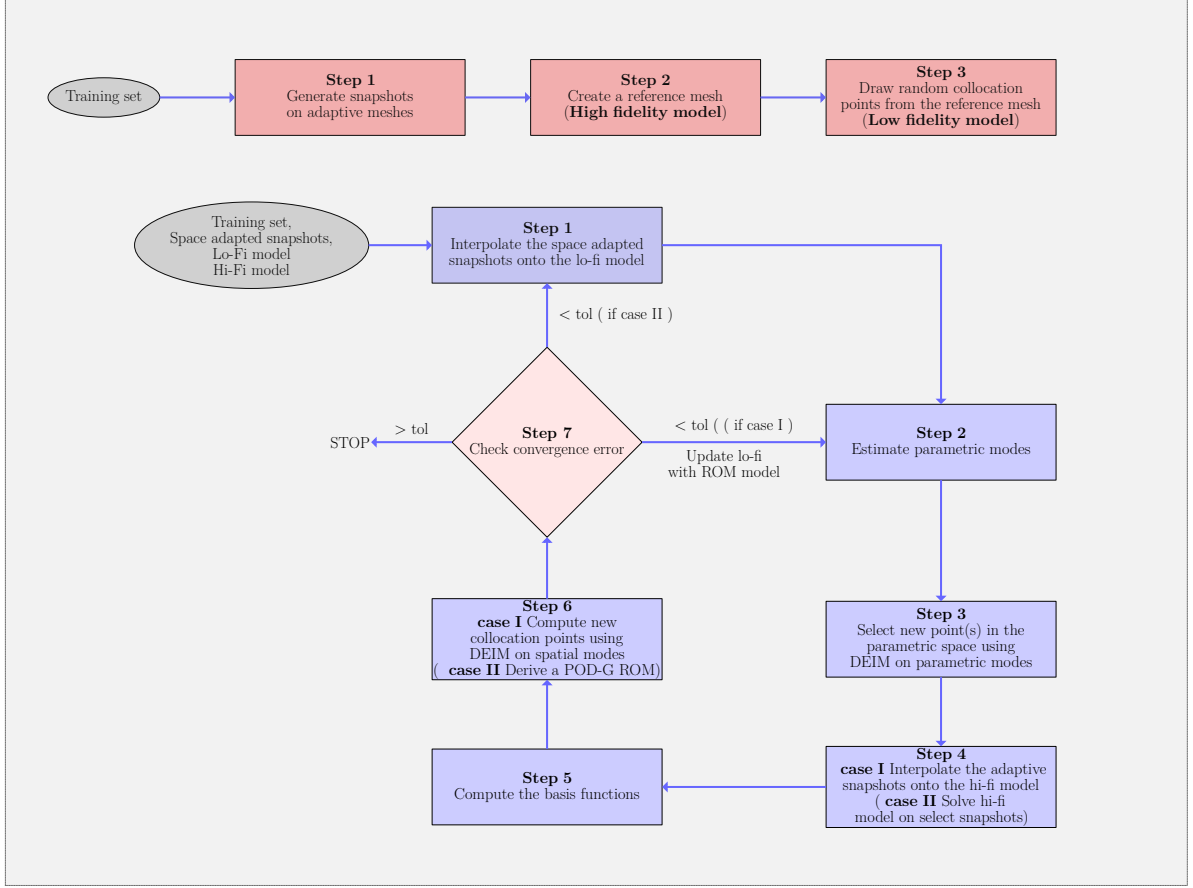 Training set
Step 1
Generate snapshots
on adaptive meshes
Step 2
Create a reference mesh
(High fidelity model)
Step 3
Draw random collocation
points from the reference mesh
(Low fidelity model)
Training set,
Space adapted snapshots,
Lo-Fi model
Hi-Fi model
Step 1
Interpolate the space adapted
snapshots onto the lo-fi model
< tol ( if case II )
STOP
> tol
Step 7
Check convergence error
< tol ( ( if case I )
Update lo-fi
with ROM model
Step 2
Estimate parametric modes
Step 3
Select new point(s) in the
parametric space using
DEIM on parametric modes
Step 4
case I Interpolate the adaptive
snapshots onto the hi-fi model
( case II Solve hi-fi
model on select snapshots)
Step 5
Compute the basis functions
Step 6
case I Compute new
collocation points using
DEIM on spatial modes
( case II Derive a POD-G ROM)